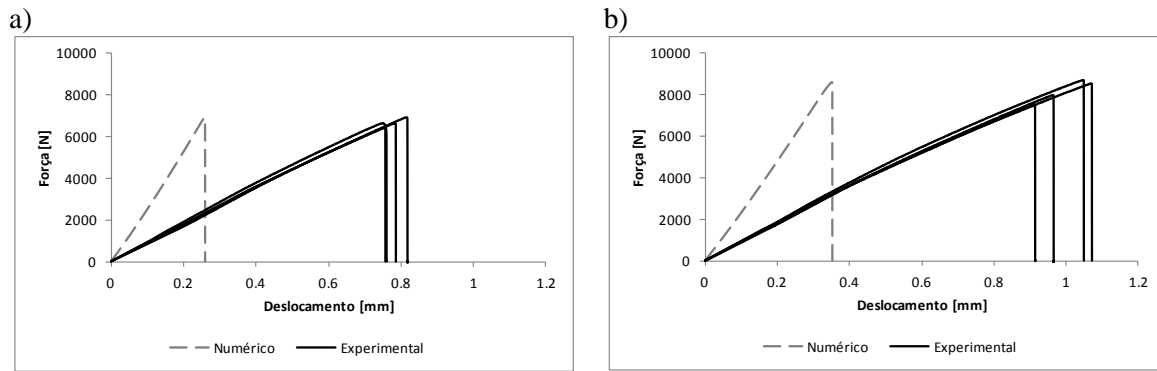 a)
10000
8000
6000
4000
2000
0
Força [N]
0 0.2 0.4 0.6 0.8 1 1.2
Deslocamento [mm]
Numérico Experimental
b)
10000
8000
6000
4000
2000
0
Força [N]
0 0.2 0.4 0.6 0.8 1 1.2
Deslocamento [mm]
Numérico Experimental